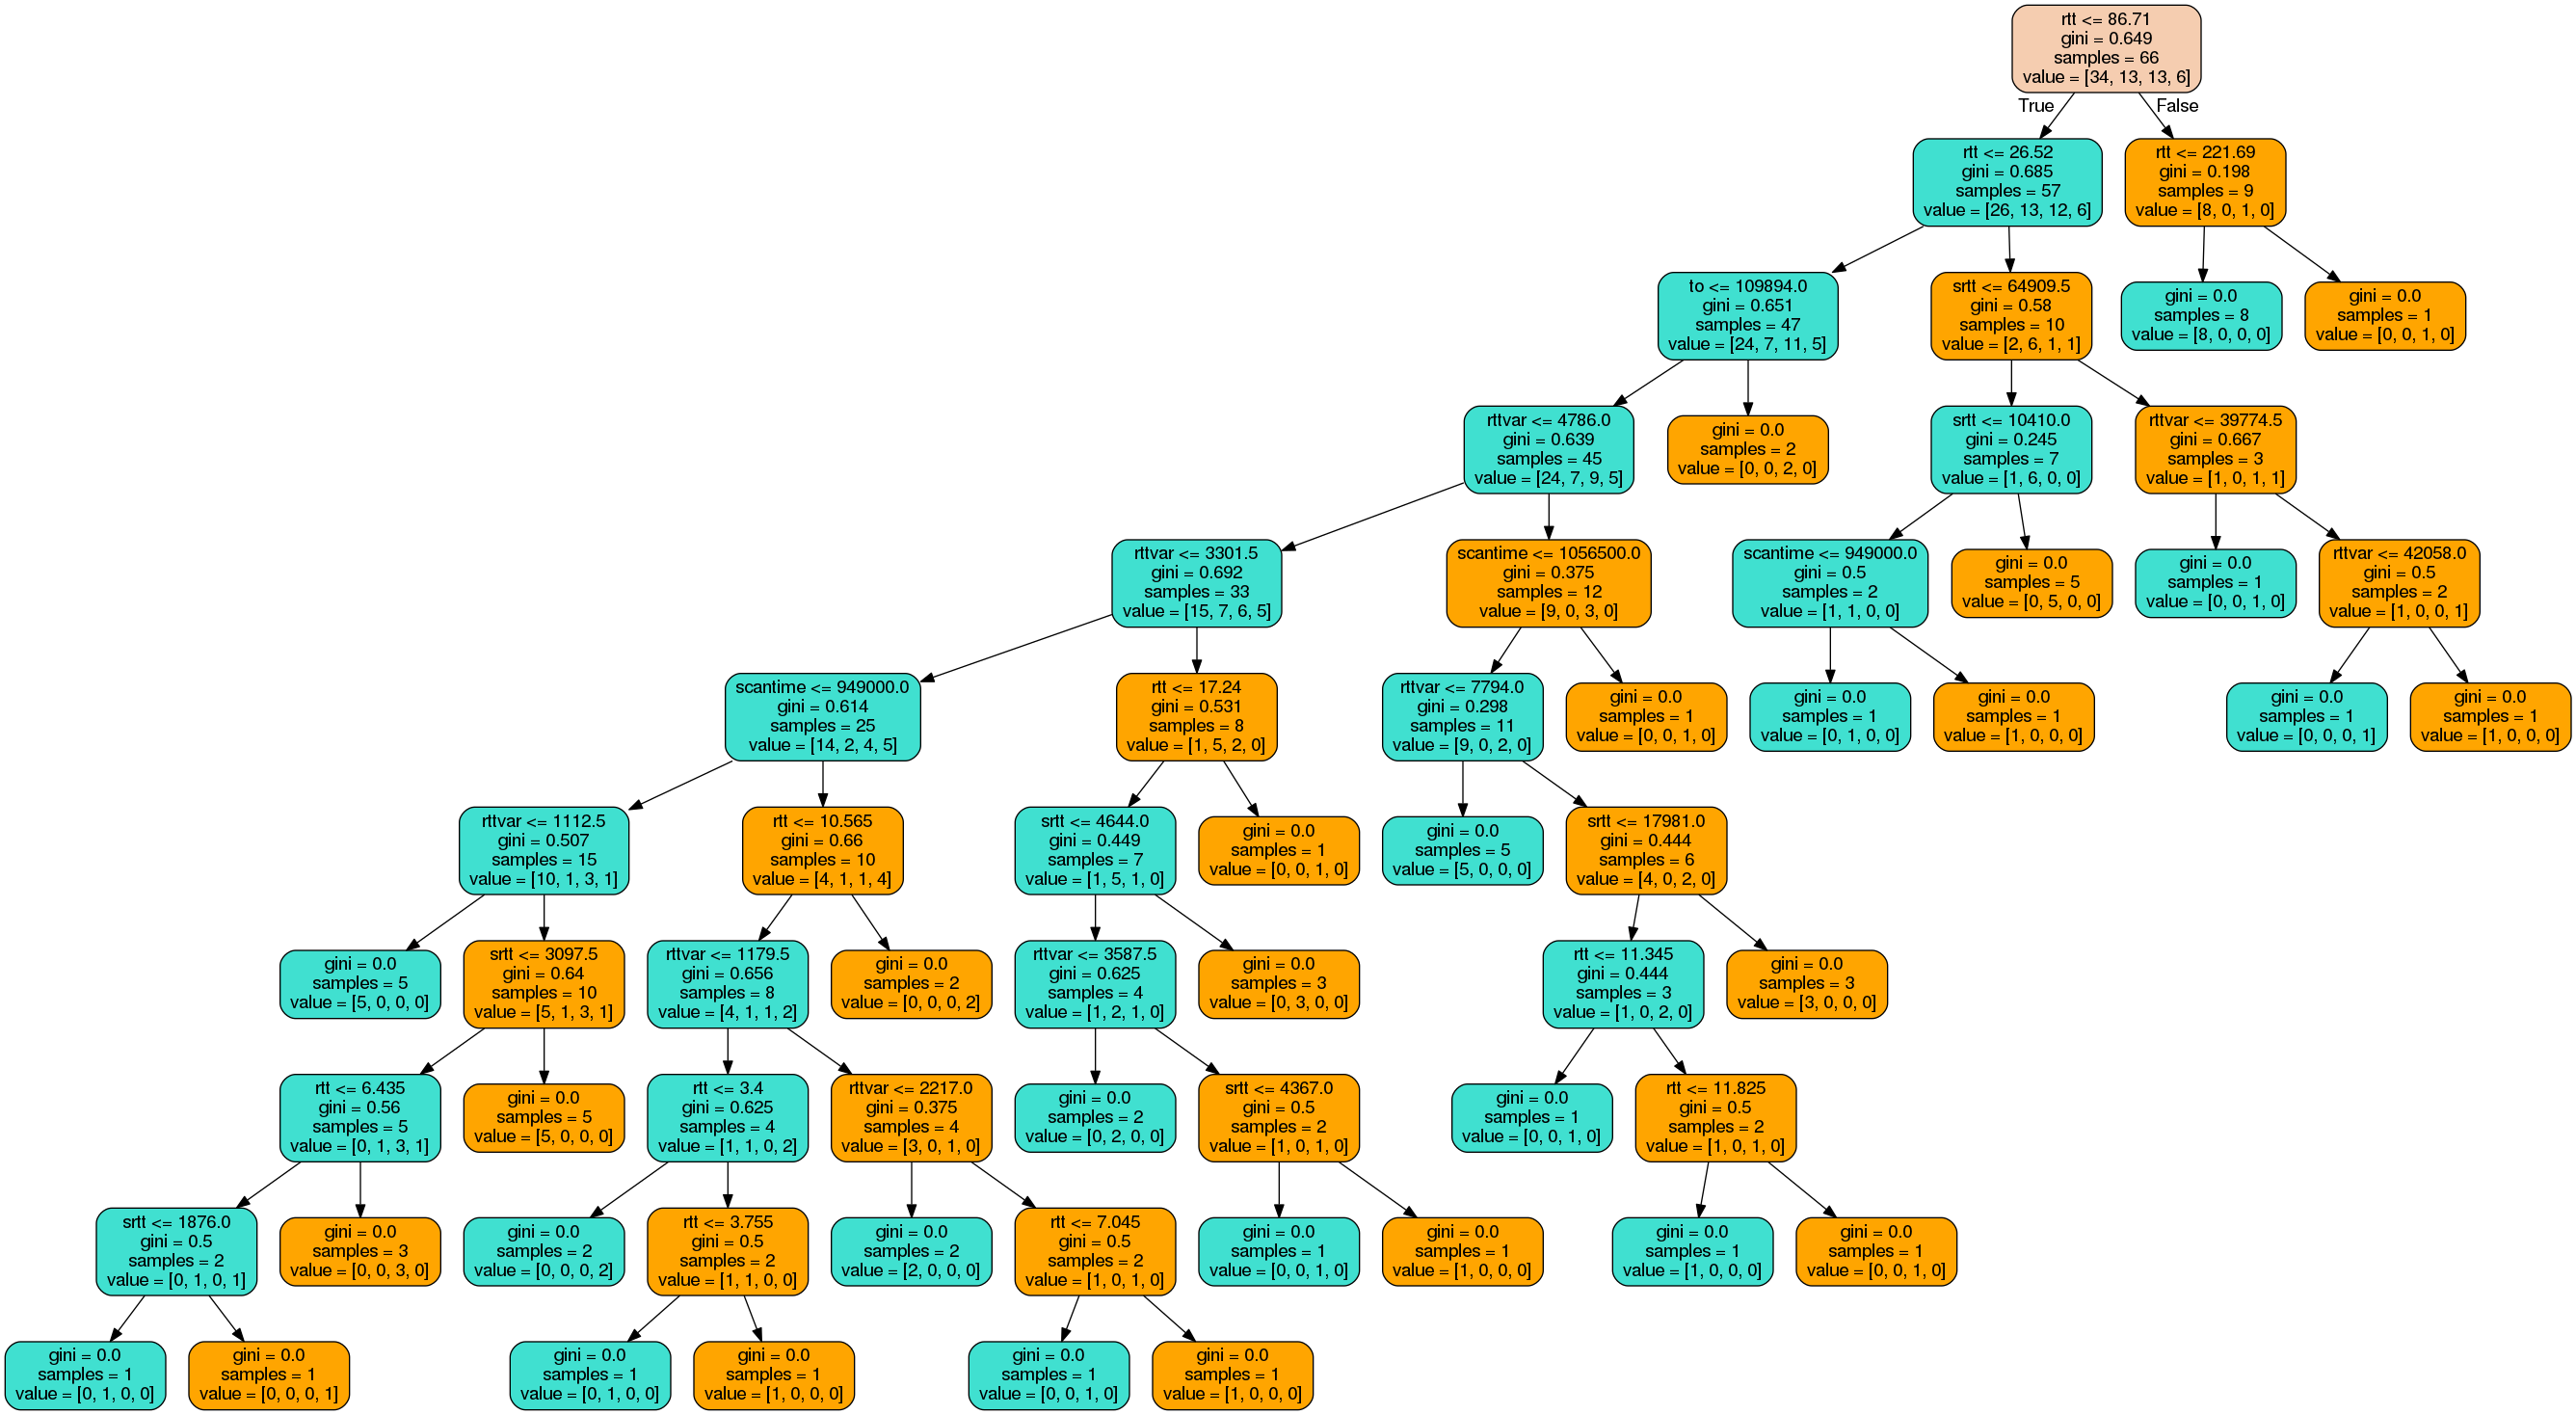 rtt <= 86.71
gini = 0.649
samples = 66
value = [34, 13, 13, 6]
True
False
rtt <= 26.52
gini = 0.685
samples = 57
value = [26, 13, 12, 6]
rtt <= 221.69
gini = 0.198
samples = 9
value = [8, 0, 1, 0]
to <= 109894.0
gini = 0.651
samples = 47
value = [24, 7, 11, 5]
srtt <= 64909.5
gini = 0.58
samples = 10
value = [2, 6, 1, 1]
gini = 0.0
samples = 8
value = [8, 0, 0, 0]
gini = 0.0
samples = 1
value = [0, 0, 1, 0]
rttvar <= 4786.0
gini = 0.639
samples = 45
value = [24, 7, 9, 5]
gini = 0.0
samples = 2
value = [0, 0, 2, 0]
srtt <= 10410.0
gini = 0.245
samples = 7
value = [1, 6, 0, 0]
rttvar <= 39774.5
gini = 0.667
samples = 3
value = [1, 0, 1, 1]
rttvar <= 3301.5
gini = 0.692
samples = 33
value = [15, 7, 6, 5]
scantime <= 1056500.0
gini = 0.375
samples = 12
value = [9, 0, 3, 0]
scantime <= 949000.0
gini = 0.5
samples = 2
value = [1, 1, 0, 0]
gini = 0.0
samples = 5
value = [0, 5, 0, 0]
gini = 0.0
samples = 1
value = [0, 0, 1, 0]
rttvar <= 42058.0
gini = 0.5
samples = 2
value = [1, 0, 0, 1]
scantime <= 949000.0
gini = 0.614
samples = 25
value = [14, 2, 4, 5]
rtt <= 17.24
gini = 0.531
samples = 8
value = [1, 5, 2, 0]
rttvar <= 7794.0
gini = 0.298
samples = 11
value = [9, 0, 2, 0]
gini = 0.0
samples = 1
value = [0, 0, 1, 0]
gini = 0.0
samples = 1
value = [0, 1, 0, 0]
gini = 0.0
samples = 1
value = [1, 0, 0, 0]
gini = 0.0
samples = 1
value = [0, 0, 0, 1]
gini = 0.0
samples = 1
value = [1, 0, 0, 0]
rttvar <= 1112.5
gini = 0.507
samples = 15
value = [10, 1, 3, 1]
rtt <= 10.565
gini = 0.66
samples = 10
value = [4, 1, 1, 4]
srtt <= 4644.0
gini = 0.449
samples = 7
value = [1, 5, 1, 0]
gini = 0.0
samples = 1
value = [0, 0, 1, 0]
gini = 0.0
samples = 5
value = [5, 0, 0, 0]
srtt <= 17981.0
gini = 0.444
samples = 6
value = [4, 0, 2, 0]
gini = 0.0
samples = 5
value = [5, 0, 0, 0]
srtt <= 3097.5
gini = 0.64
samples = 10
value = [5, 1, 3, 1]
rttvar <= 1179.5
gini = 0.656
samples = 8
value = [4, 1, 1, 2]
gini = 0.0
samples = 2
value = [0, 0, 0, 2]
rttvar <= 3587.5
gini = 0.625
samples = 4
value = [1, 2, 1, 0]
gini = 0.0
samples = 3
value = [0, 3, 0, 0]
rtt <= 11.345
gini = 0.444
samples = 3
value = [1, 0, 2, 0]
gini = 0.0
samples = 3
value = [3, 0, 0, 0]
rtt <= 6.435
gini = 0.56
samples = 5
value = [0, 1, 3, 1]
gini = 0.0
samples = 5
value = [5, 0, 0, 0]
rtt <= 3.4
gini = 0.625
samples = 4
value = [1, 1, 0, 2]
rttvar <= 2217.0
gini = 0.375
samples = 4
value = [3, 0, 1, 0]
gini = 0.0
samples = 2
value = [0, 2, 0, 0]
srtt <= 4367.0
gini = 0.5
samples = 2
value = [1, 0, 1, 0]
gini = 0.0
samples = 1
value = [0, 0, 1, 0]
rtt <= 11.825
gini = 0.5
samples = 2
value = [1, 0, 1, 0]
srtt <= 1876.0
gini = 0.5
samples = 2
value = [0, 1, 0, 1]
gini = 0.0
samples = 3
value = [0, 0, 3, 0]
gini = 0.0
samples = 2
value = [0, 0, 0, 2]
rtt <= 3.755
gini = 0.5
samples = 2
value = [1, 1, 0, 0]
gini = 0.0
samples = 2
value = [2, 0, 0, 0]
rtt <= 7.045
gini = 0.5
samples = 2
value = [1, 0, 1, 0]
gini = 0.0
samples = 1
value = [0, 0, 1, 0]
gini = 0.0
samples = 1
value = [1, 0, 0, 0]
gini = 0.0
samples = 1
value = [1, 0, 0, 0]
gini = 0.0
samples = 1
value = [0, 0, 1, 0]
gini = 0.0
samples = 1
value = [0, 1, 0, 0]
gini = 0.0
samples = 1
value = [0, 0, 0, 1]
gini = 0.0
samples = 1
value = [0, 1, 0, 0]
gini = 0.0
samples = 1
value = [1, 0, 0, 0]
gini = 0.0
samples = 1
value = [0, 0, 1, 0]
gini = 0.0
samples = 1
value = [1, 0, 0, 0]